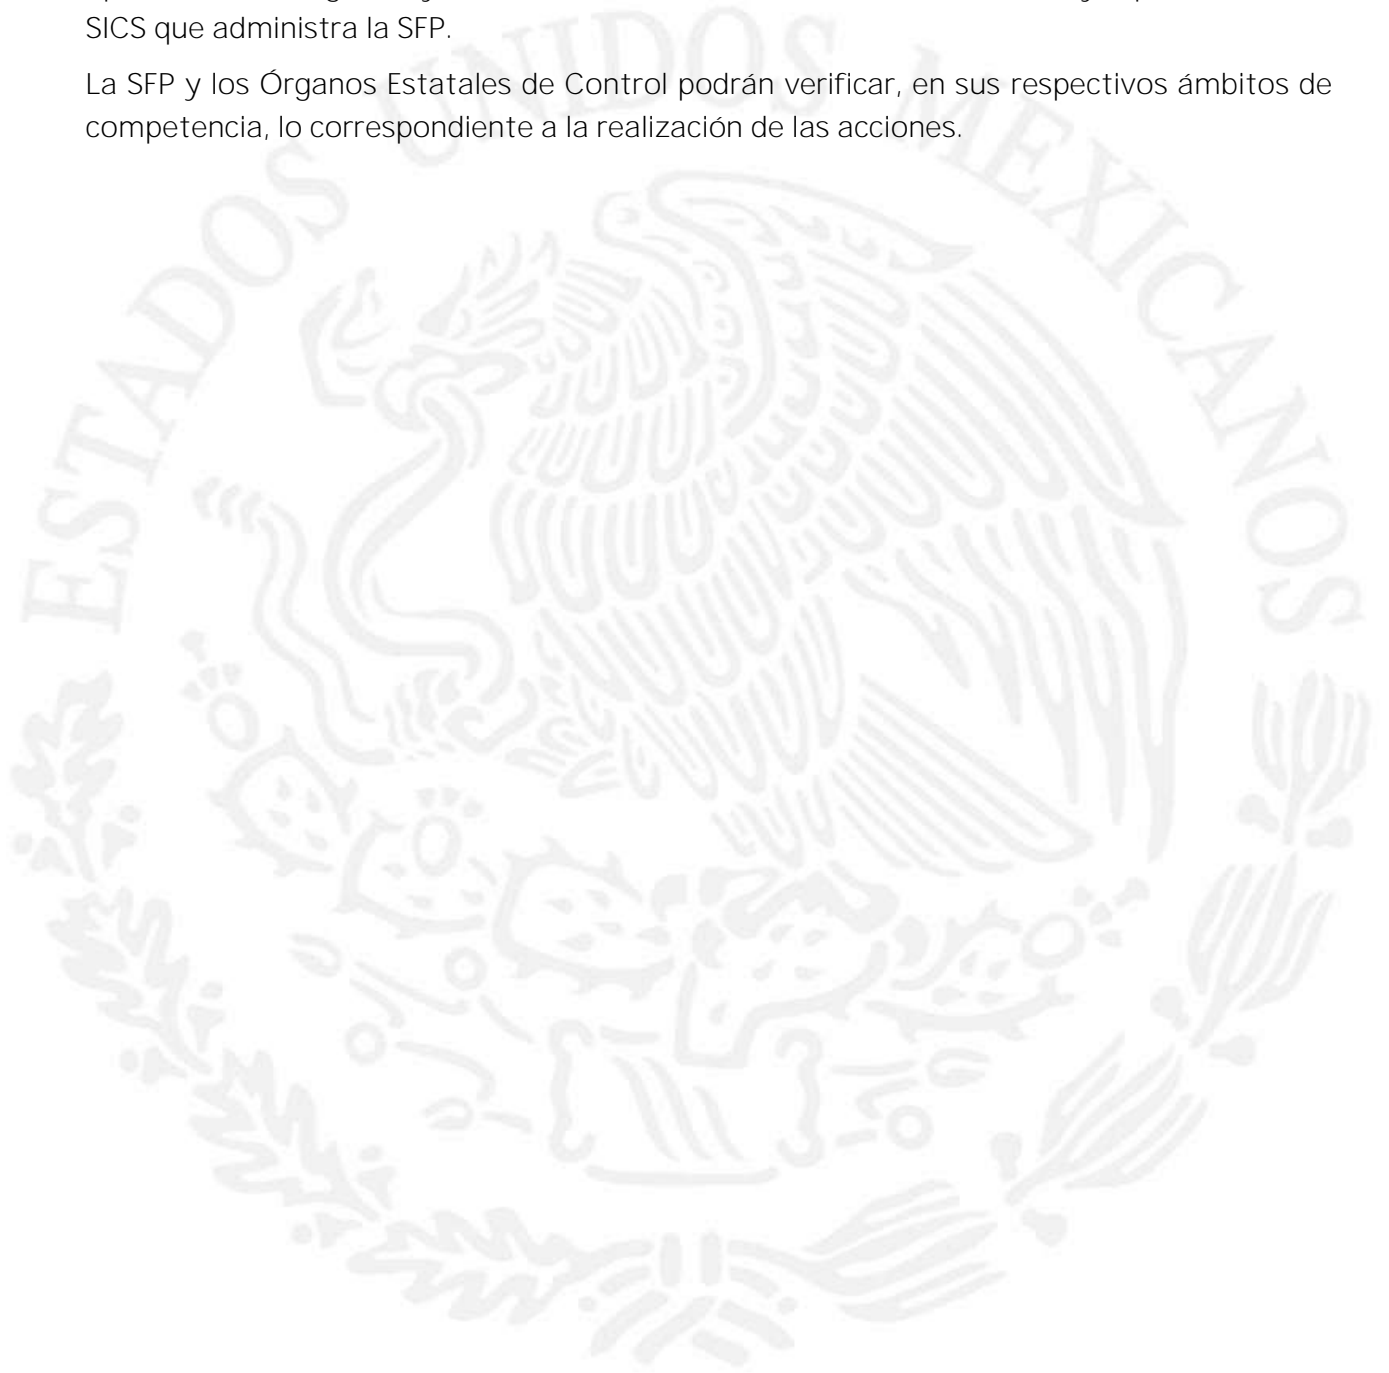 SICS que administra la SFP.
La SFP y los Órganos Estatales de Control podrán verificar, en sus respectivos ámbitos de
competencia, lo correspondiente a la realización de las acciones.
ESTADOS UNIDOS MEXICANOS